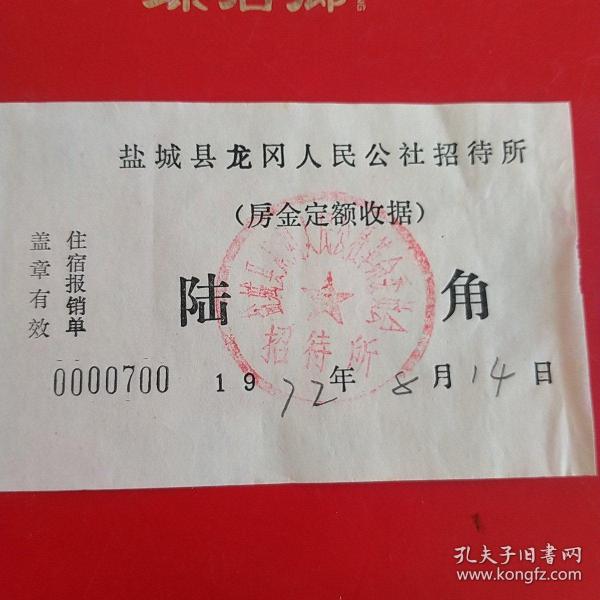 盐城县龙冈人民公社招待所
(房金定额收据)
住宿报销单
盖章有效
陆 角
招待所
0000700 1972年8月14日
孔夫子旧书网
www.kongfz.com